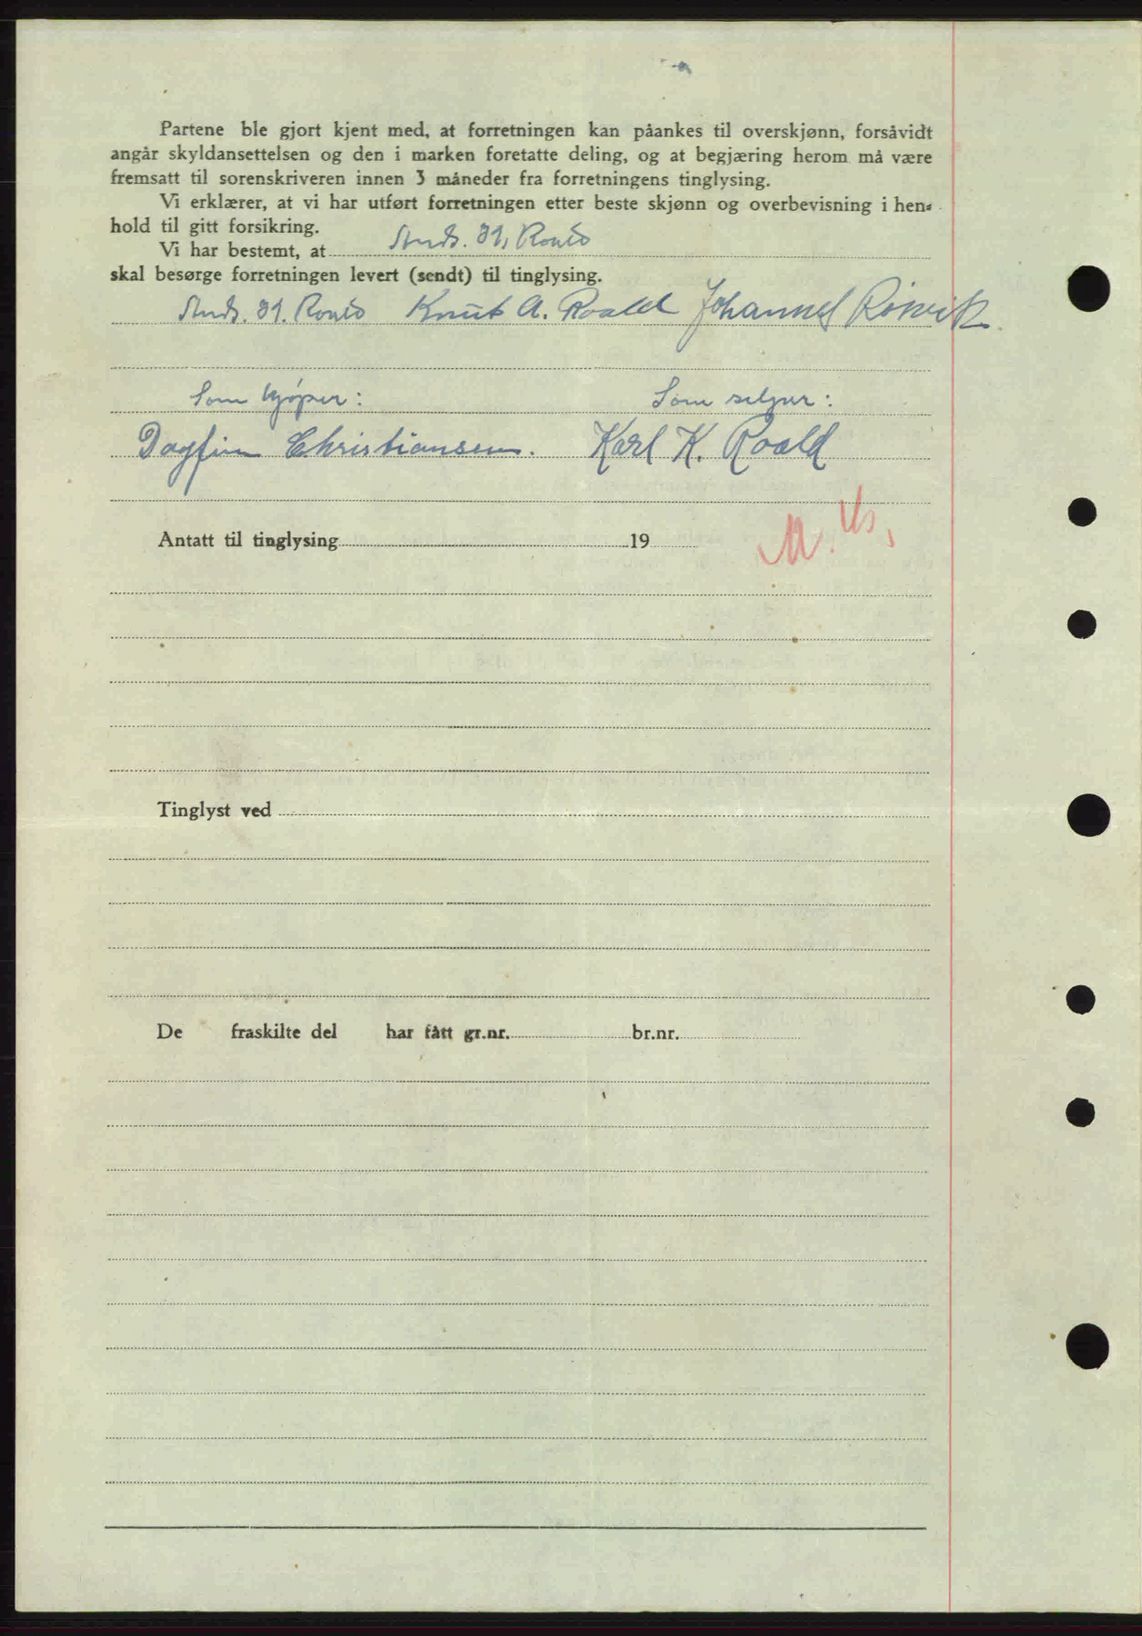 Partene ble gjort kjent med, at forretningen kan påankes til overskjønn, forsåvidt
angår skyldansettelsen og den i marken foretatte deling, og at begjæring herom må være
fremsatt til sorenskriveren innen 3 måneder fra forretningens tinglysing.
Vi erklærer, at vi har utført forretningen etter beste skjønn og overbevisning i hen-
hold til gitt forsikring.
Vi har bestemt, at
skal besørge forretningen levert (sendt) til tinglysing.
Knut A. Roald Johannes Røsvik
Som kjøper: Som seljar:
Dagfinn Christiansen. Karl K. Roald
Antatt til tinglysing 19
Tinglyst ved
De fraskilte del har fått gr.nr. br.nr.